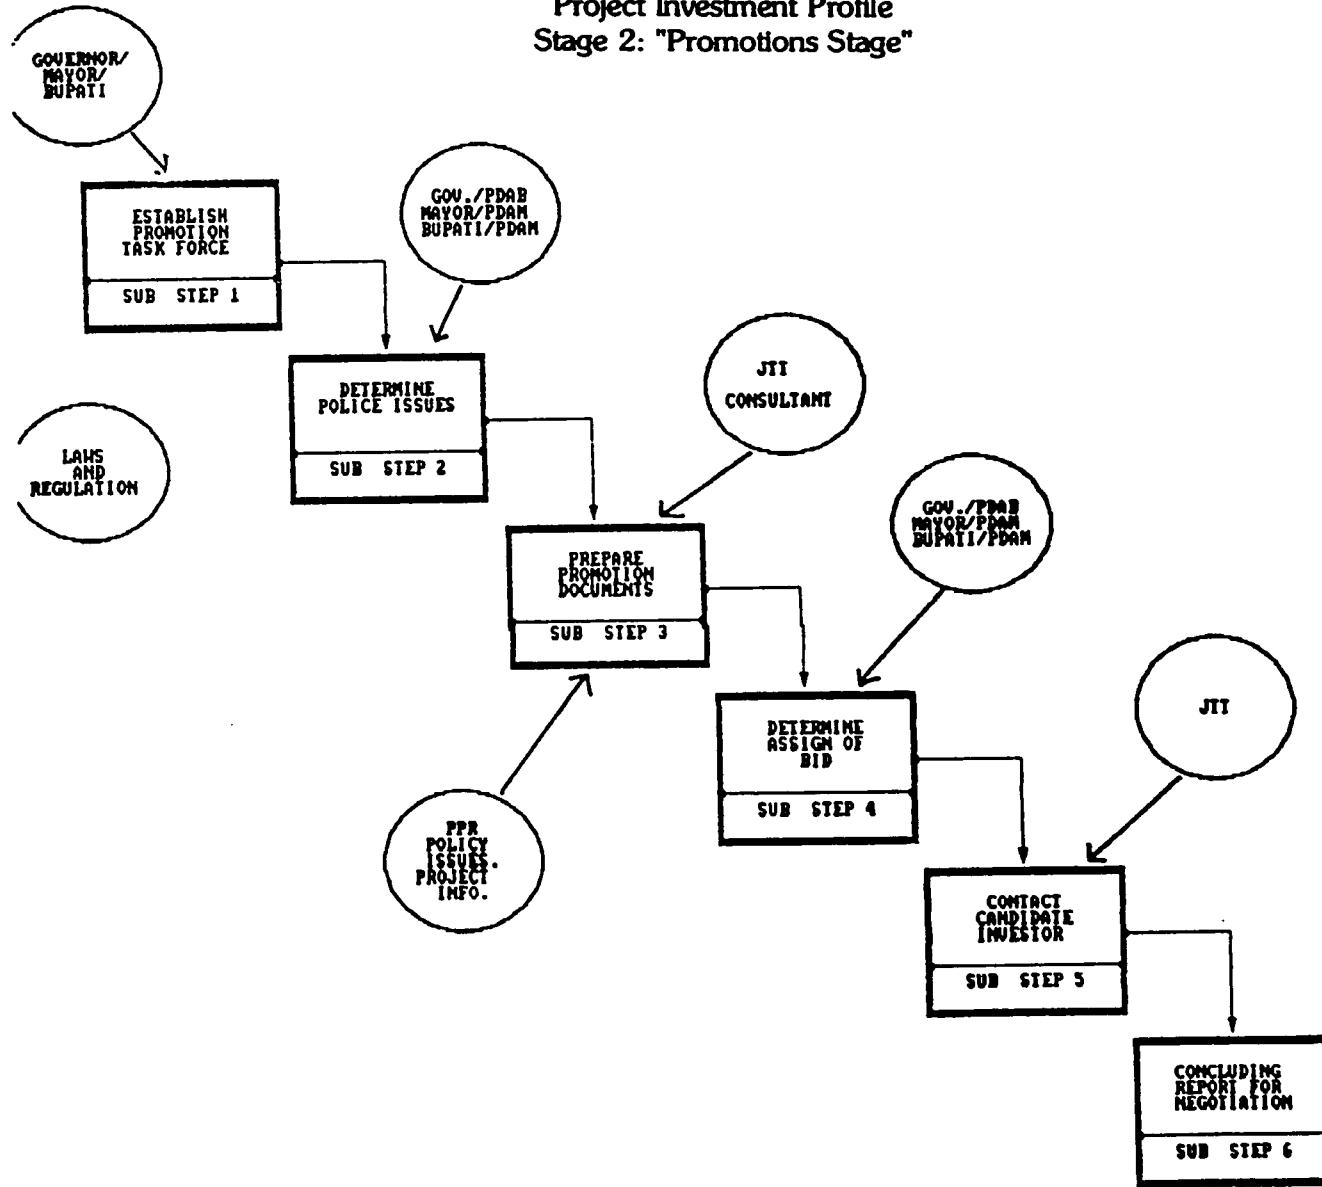 Project Investment Profile
Stage 2: "Promotions Stage"
GOVERNOR/
MAYOR/
BUPATI
ESTABLISH
PROMOTION
TASK FORCE
SUB STEP 1
GOV./PDAB
MAYOR/PDAM
BUPATI/PDAM
DETERMINE
POLICE ISSUES
SUB STEP 2
LAWS
AND
REGULATION
JTT
CONSULTANT
PREPARE
PROMOTION
DOCUMENTS
SUB STEP 3
GOV./PDAB
MAYOR/PDAM
BUPATI/PDAM
DETERMINE
ASSIGN OF
BID
SUB STEP 4
PPR
POLICY
ISSUES.
PROJECT
INFO.
JTT
CONTACT
CANDIDATE
INVESTOR
SUB STEP 5
CONCLUDING
REPORT FOR
NEGOTIATION
SUB STEP 6